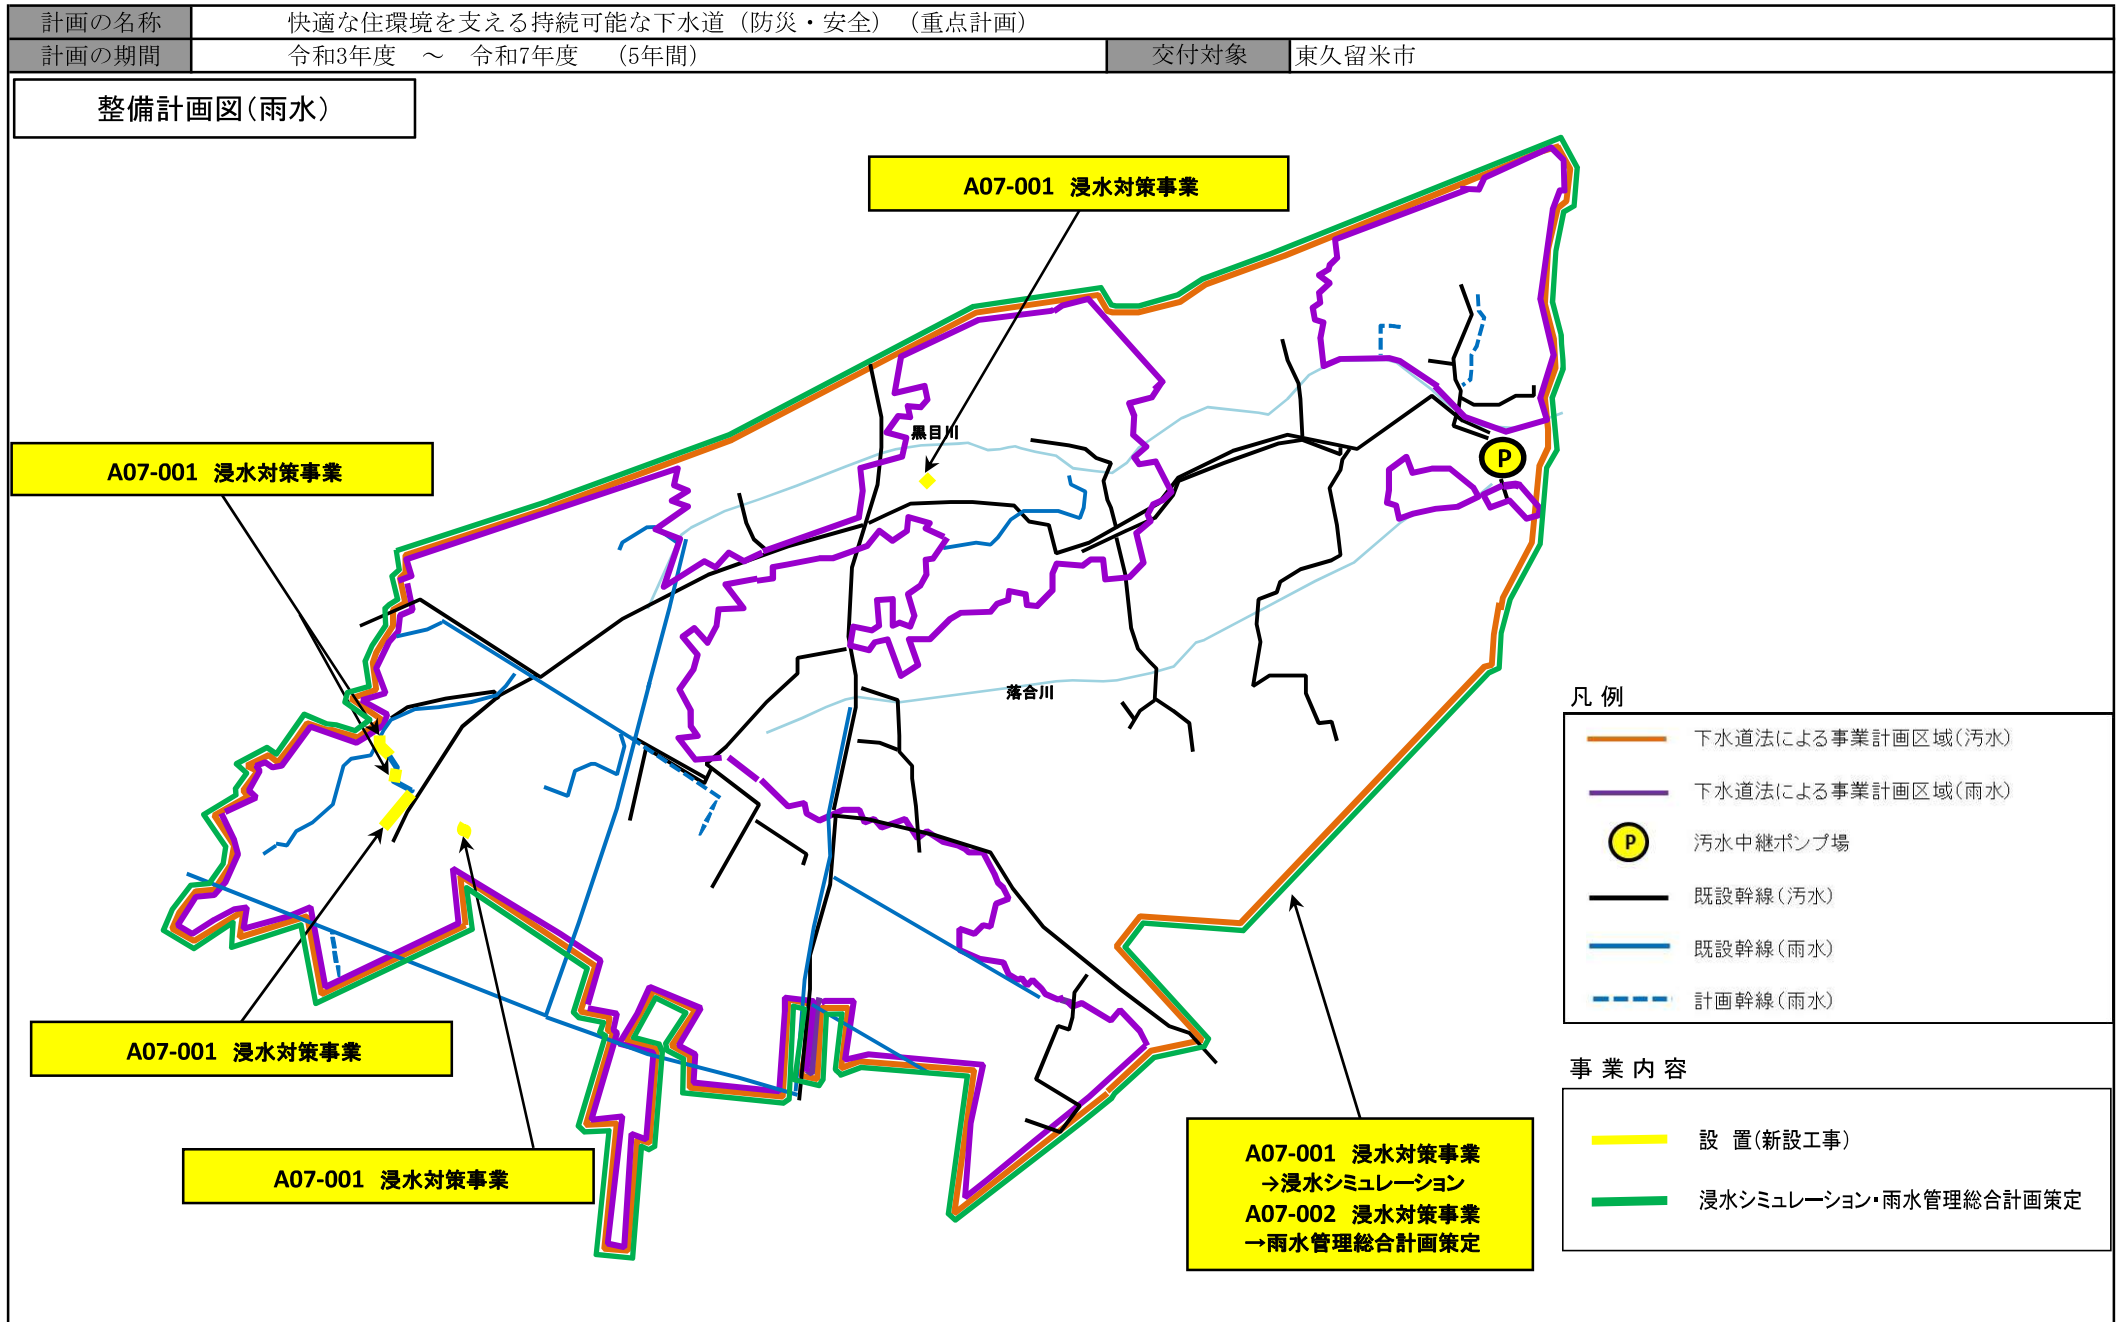 計画の名称 快適な住環境を支える持続可能な下水道（防災・安全）（重点計画）
計画の期間 令和3年度 ～ 令和7年度 （5年間） 交付対象 東久留米市
整備計画図（雨水）
A07-001 浸水対策事業
黒目川
A07-001 浸水対策事業
P
落合川
凡例
下水道法による事業計画区域（汚水）
下水道法による事業計画区域（雨水）
P 汚水中継ポンプ場
既設幹線（汚水）
既設幹線（雨水）
計画幹線（雨水）
A07-001 浸水対策事業
A07-001 浸水対策事業
A07-001 浸水対策事業
→浸水シミュレーション
A07-002 浸水対策事業
→雨水管理総合計画策定
事業内容
設 置（新設工事）
浸水シミュレーション・雨水管理総合計画策定